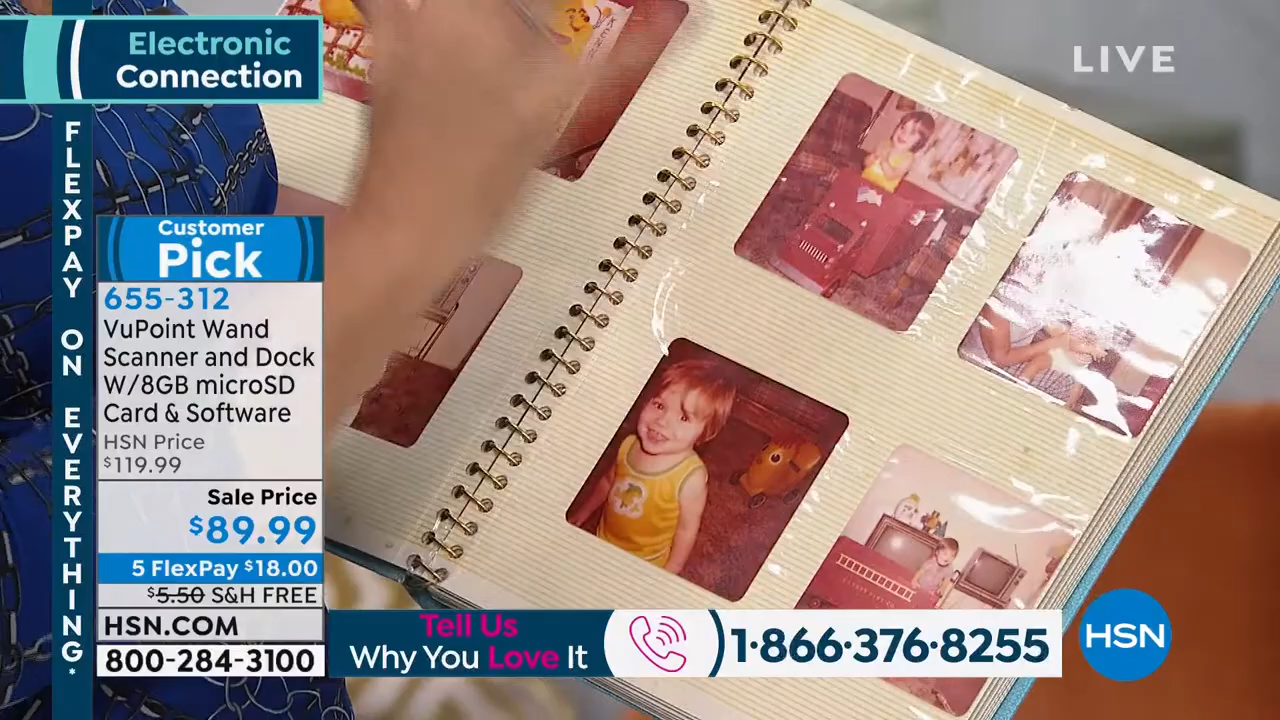 Electronic
Connection
LIVE
FLEXPAY ON EVERYTHING*
Customer
Pick
655-312
VuPoint Wand
Scanner and Dock
W/8GB microSD
Card & Software
HSN Price
$119.99
Sale Price
$89.99
5 FlexPay $18.00
$5.50 S&H FREE
HSN.COM
800-284-3100
Tell Us
Why You Love It
1·866·376·8255
HSN